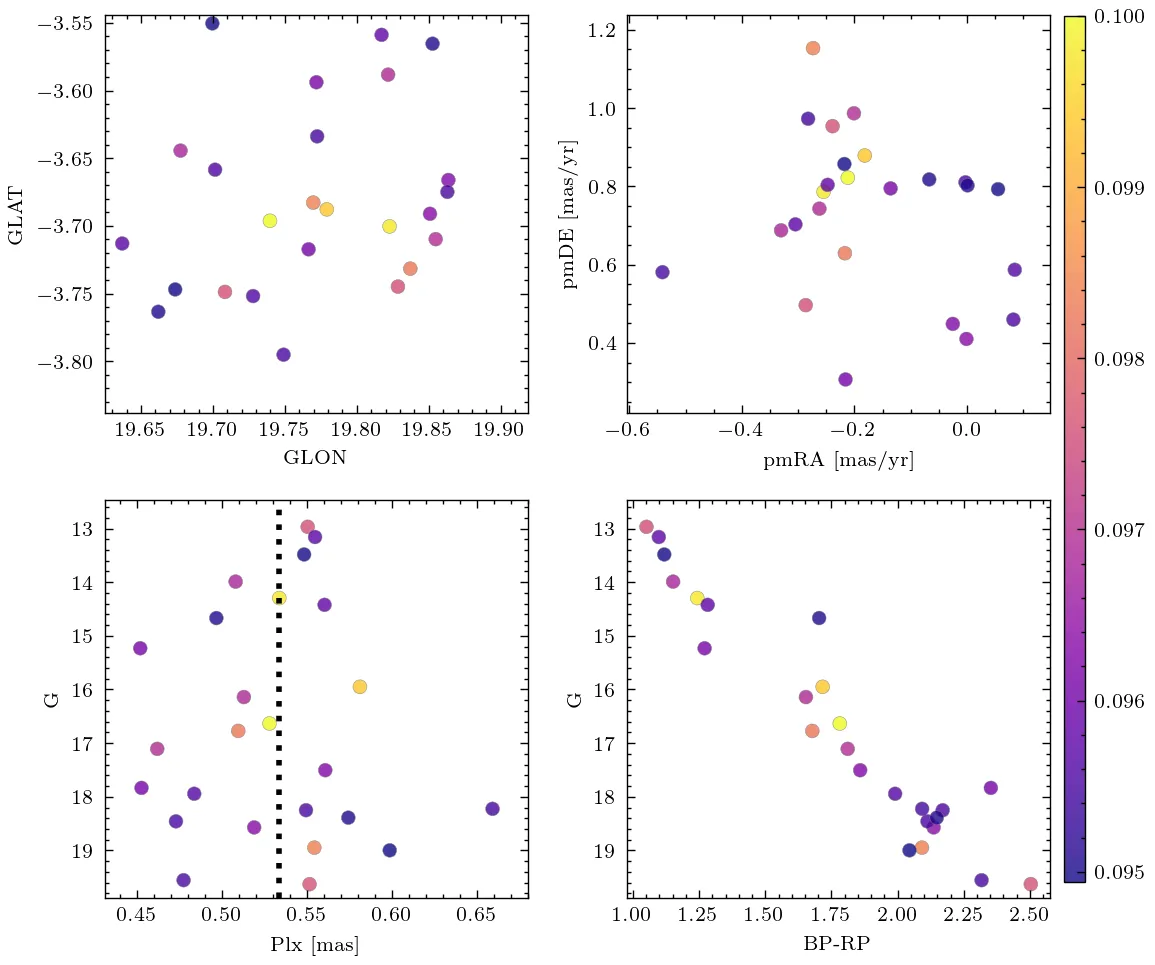 −3.55
−3.60
−3.65
−3.70
−3.75
−3.80
GLAT
19.65 19.70 19.75 19.80 19.85 19.90
GLON
1.2
1.0
0.8
0.6
0.4
pmDE [mas/yr]
−0.6 −0.4 −0.2 0.0
pmRA [mas/yr]
0.100
0.099
0.098
0.097
0.096
0.095
13
14
15
16
17
18
19
G
0.45 0.50 0.55 0.60 0.65
Plx [mas]
13
14
15
16
17
18
19
G
1.00 1.25 1.50 1.75 2.00 2.25 2.50
BP-RP